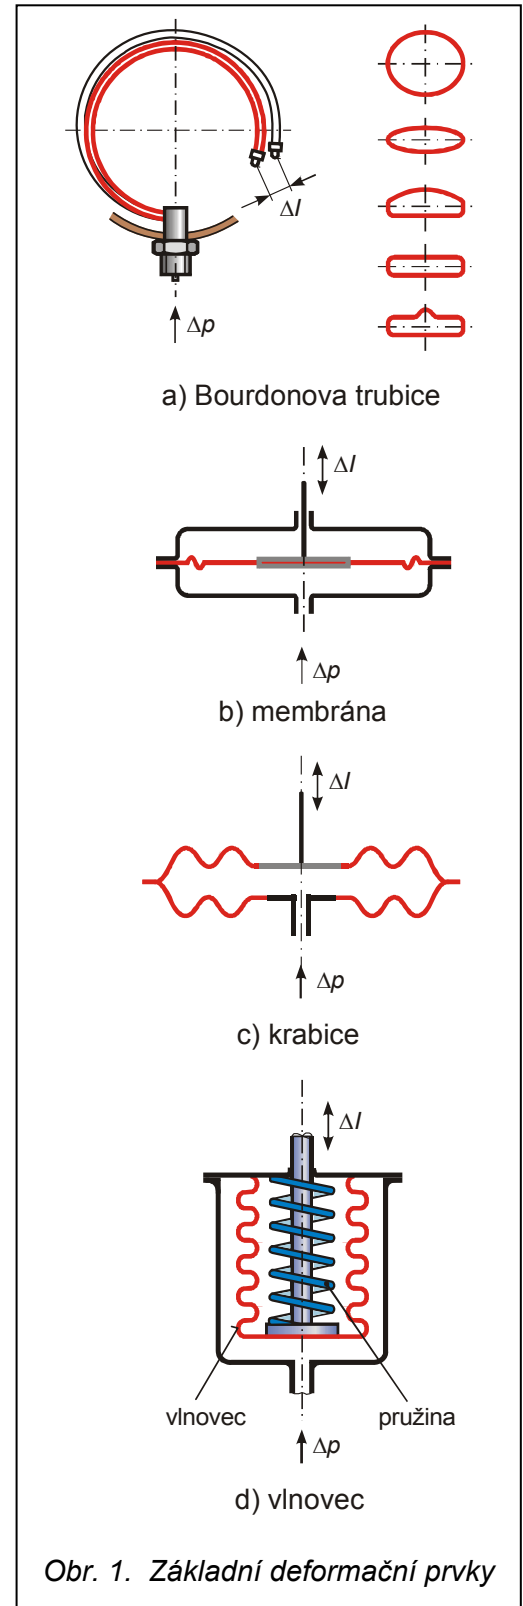 Δl
Δp
a) Bourdonova trubice
Δl
Δp
b) membrána
Δl
Δp
c) krabice
Δl
vlnovec
pružina
Δp
d) vlnovec
Obr. 1. Základní deformační prvky